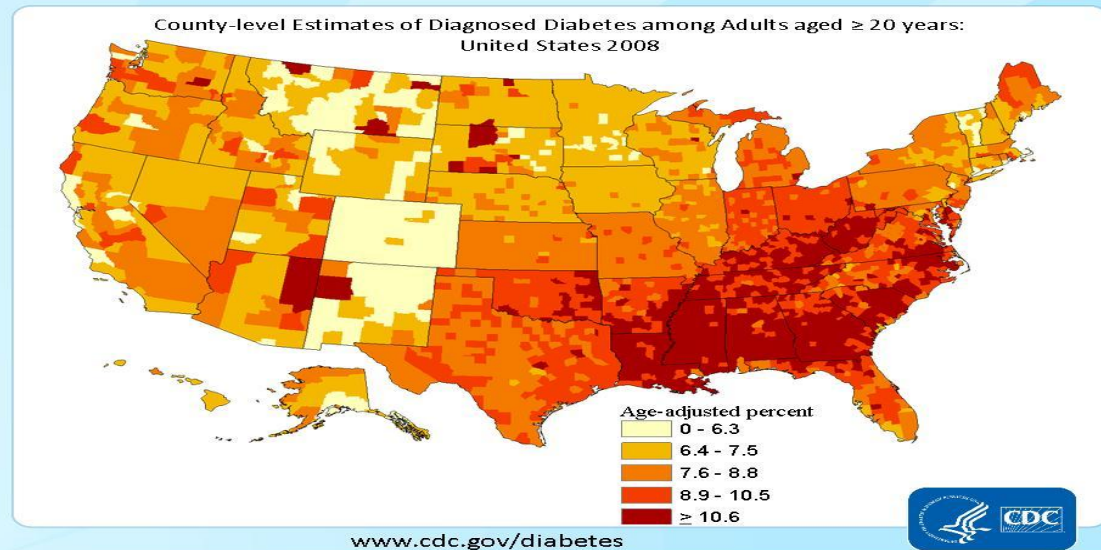 County-level Estimates of Diagnosed Diabetes among Adults aged ≥ 20 years:
United States 2008
Age-adjusted percent
0 - 6.3
6.4 - 7.5
7.6 - 8.8
8.9 - 10.5
≥ 10.6
CDC
www.cdc.gov/diabetes